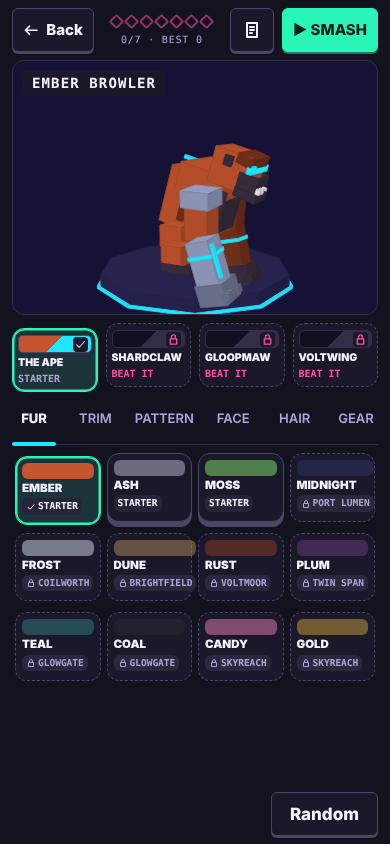 ← Back
0/7 · BEST 0
▶ SMASH
EMBER BROWLER
THE APE
STARTER
SHARDCLAW
BEAT IT
GLOOPMAW
BEAT IT
VOLTWING
BEAT IT
FUR TRIM PATTERN FACE HAIR GEAR
EMBER
✓ STARTER
ASH
STARTER
MOSS
STARTER
MIDNIGHT
PORT LUMEN
FROST
COILWORTH
DUNE
BRIGHTFIELD
RUST
VOLTMOOR
PLUM
TWIN SPAN
TEAL
GLOWGATE
COAL
GLOWGATE
CANDY
SKYREACH
GOLD
SKYREACH
Random